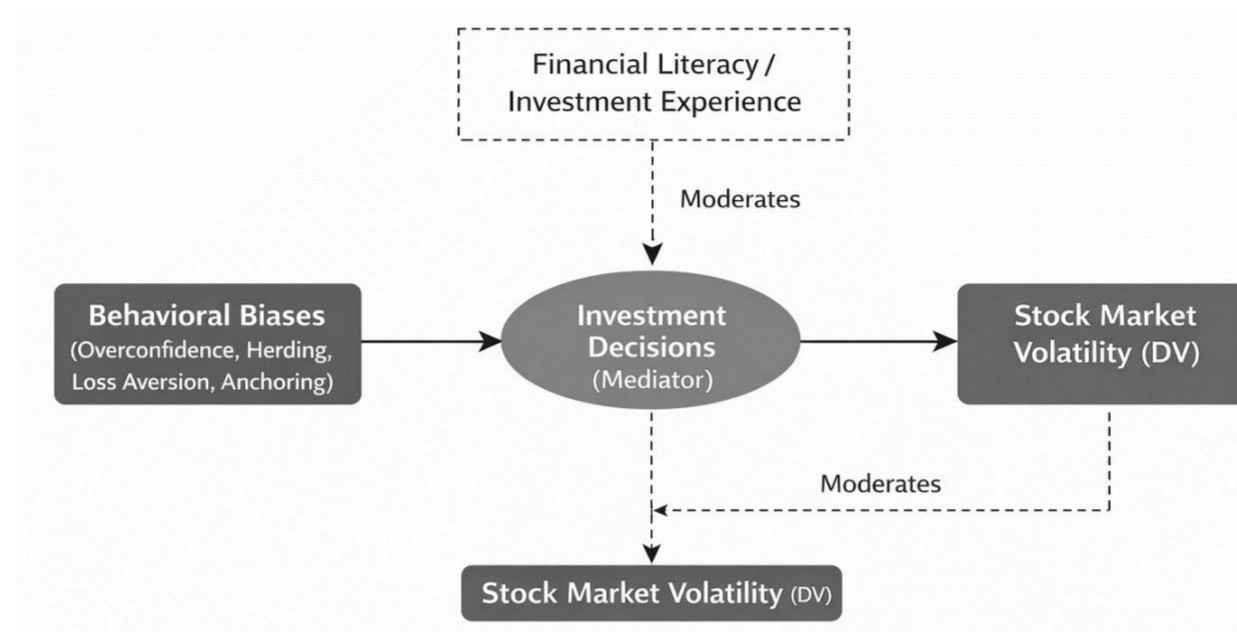 Financial Literacy /
Investment Experience
Moderates
Behavioral Biases
(Overconfidence, Herding,
Loss Aversion, Anchoring)
Investment
Decisions
(Mediator)
Stock Market
Volatility (DV)
Moderates
Stock Market Volatility (DV)